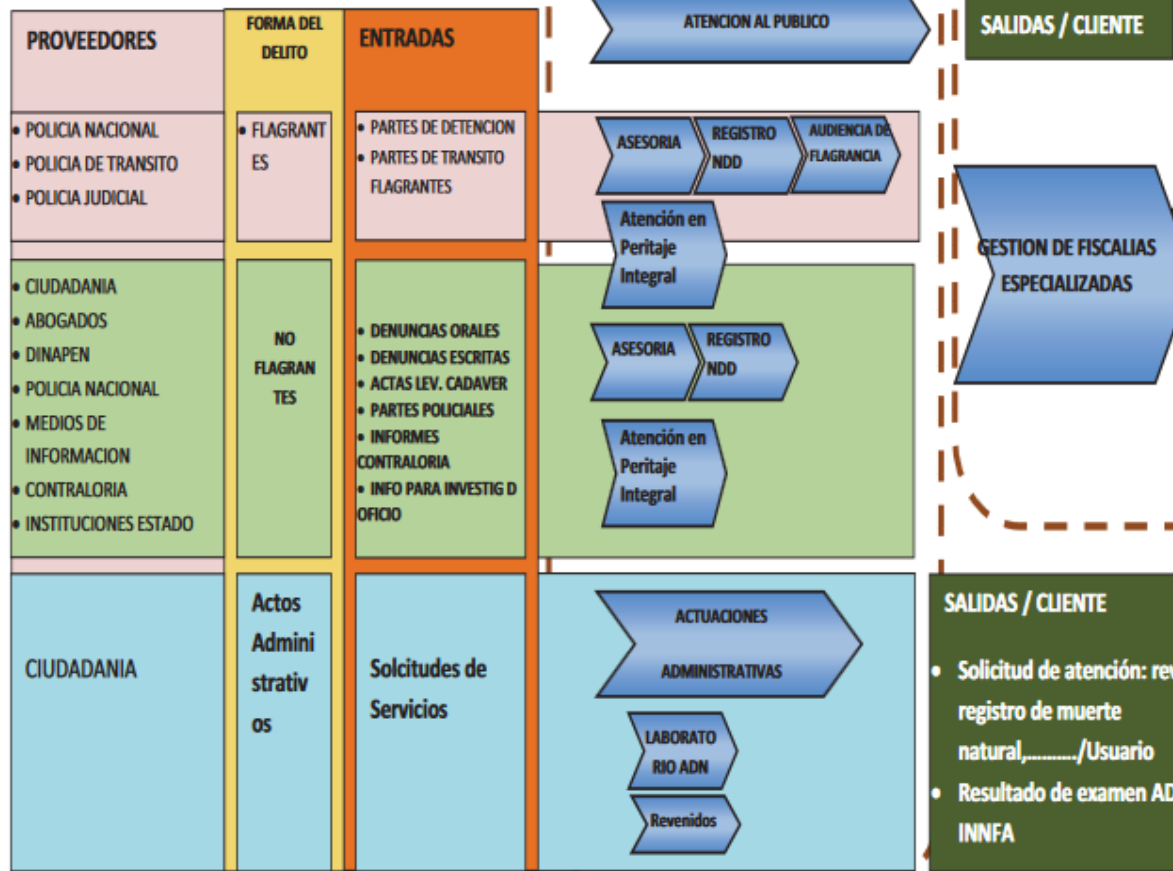 PROVEEDORES
FORMA DEL
DELITO
ENTRADAS
ATENCION AL PUBLICO
SALIDAS / CLIENTE
• POLICIA NACIONAL
• POLICIA DE TRANSITO
• POLICIA JUDICIAL
• FLAGRANT
ES
• PARTES DE DETENCION
• PARTES DE TRANSITO
FLAGRANTES
ASESORIA
REGISTRO
NDD
AUDIENCIA DE
FLAGRANCIA
Atención en
Peritaje
Integral
GESTION DE FISCALIAS
ESPECIALIZADAS
• CIUDADANIA
• ABOGADOS
• DINAPEN
• POLICIA NACIONAL
• MEDIOS DE
INFORMACION
• CONTRALORIA
• INSTITUCIONES ESTADO
NO
FLAGRAN
TES
• DENUNCIAS ORALES
• DENUNCIAS ESCRITAS
• ACTAS LEV. CADAVER
• PARTES POLICIALES
• INFORMES
CONTRALORIA
• INFO PARA INVESTIG D
OFICIO
ASESORIA
REGISTRO
NDD
Atención en
Peritaje
Integral
CIUDADANIA
Actos
Admini
strativ
os
Solcitudes de
Servicios
ACTUACIONES
ADMINISTRATIVAS
LABORATO
RIO ADN
Revenidos
SALIDAS / CLIENTE
• Solicitud de atención:
registro de muerte
natural,........../Usuario
• Resultado de examen
INNFA